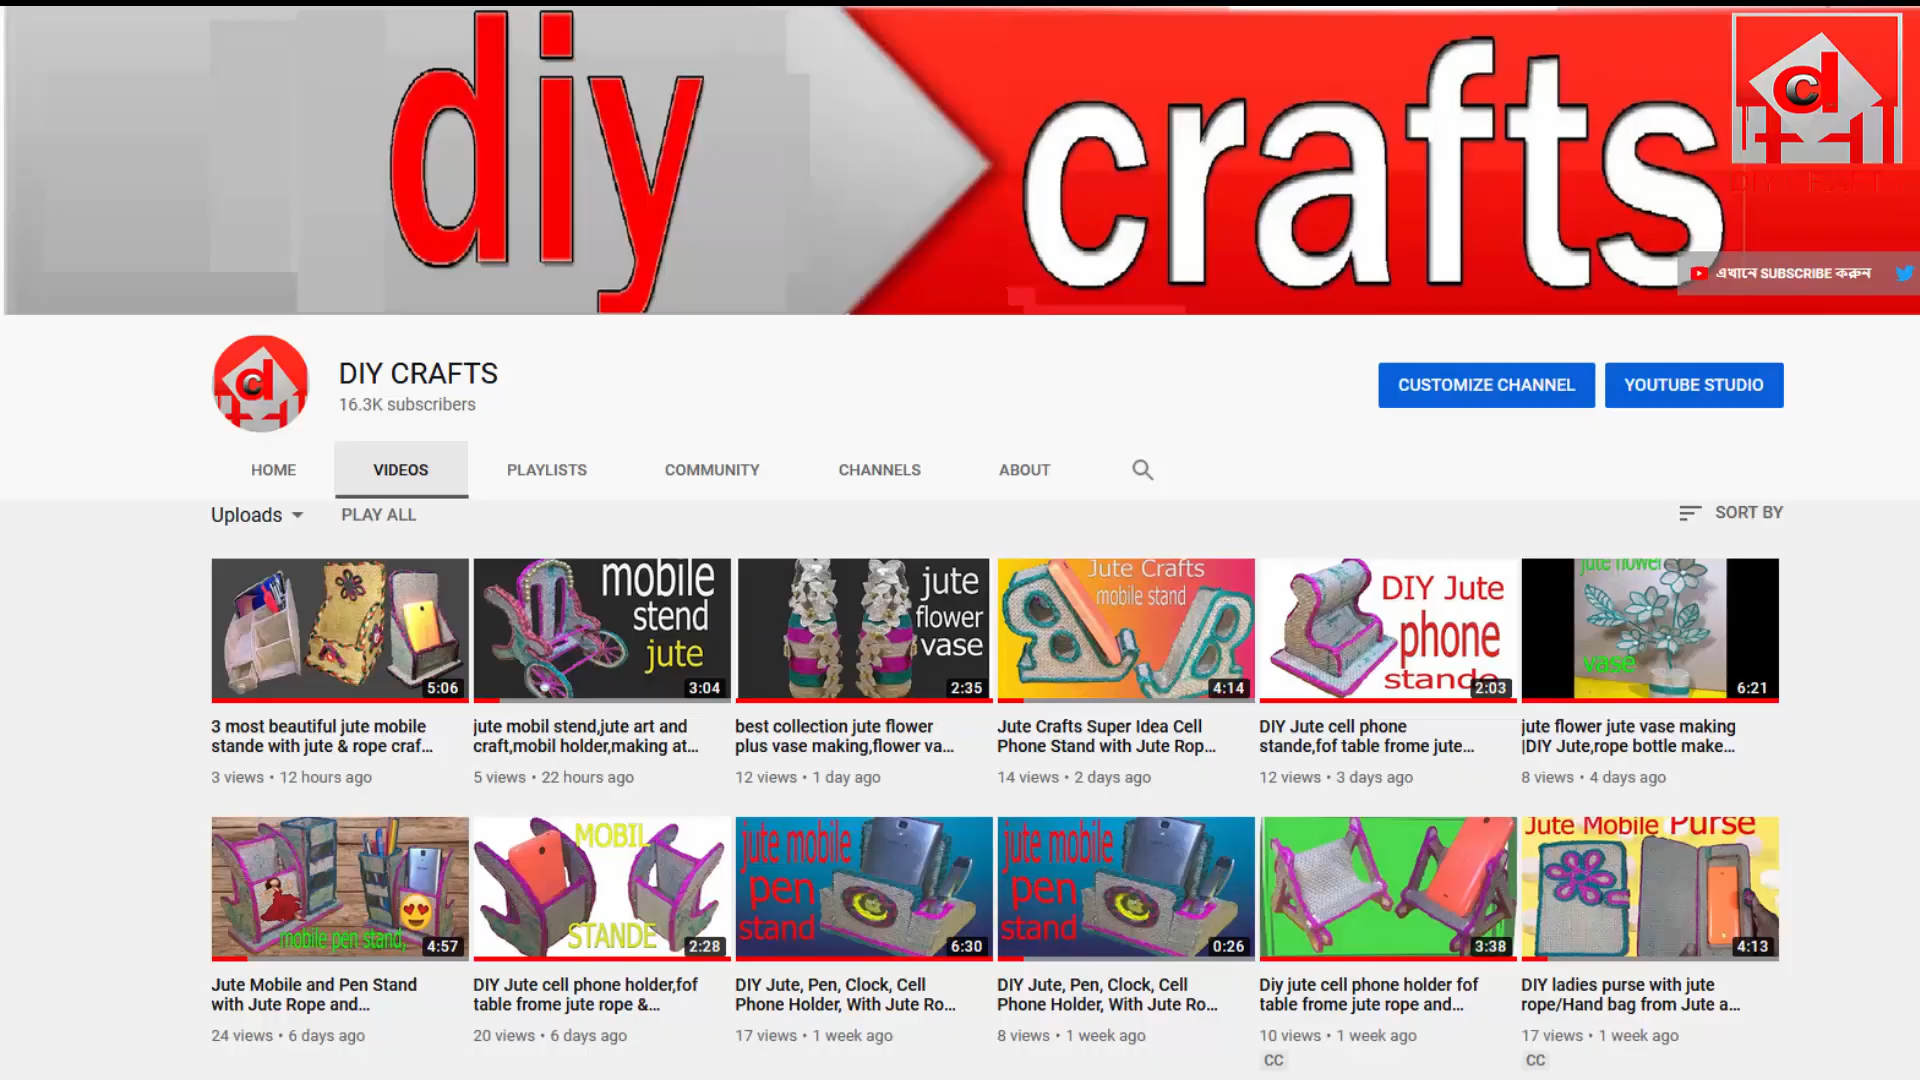 diy crafts
DIY CRAFT
এখানে SUBSCRIBE করুন
DIY CRAFTS
16.3K subscribers
CUSTOMIZE CHANNEL
YOUTUBE STUDIO
HOME
VIDEOS
PLAYLISTS
COMMUNITY
CHANNELS
ABOUT
Uploads
PLAY ALL
SORT BY
5:06
3 most beautiful jute mobile
stande with jute & rope craf...
3 views • 12 hours ago
mobile
stend
jute
3:04
jute mobil stend,jute art and
craft,mobil holder,making at...
5 views • 22 hours ago
jute
flower
vase
2:35
best collection jute flower
plus vase making,flower va...
12 views • 1 day ago
Jute Crafts
mobile stand
4:14
Jute Crafts Super Idea Cell
Phone Stand with Jute Rop...
14 views • 2 days ago
DIY Jute
phone
stande
2:03
DIY Jute cell phone
stande,fof table frome jute...
12 views • 3 days ago
jute flower
vase
6:21
jute flower jute vase making
|DIY Jute,rope bottle make...
8 views • 4 days ago
mobile pen stand,
4:57
Jute Mobile and Pen Stand
with Jute Rope and...
24 views • 6 days ago
MOBIL
STANDE
2:28
DIY Jute cell phone holder,fof
table frome jute rope &...
20 views • 6 days ago
jute mobile
pen
stand
6:30
DIY Jute, Pen, Clock, Cell
Phone Holder, With Jute Ro...
17 views • 1 week ago
jute mobile
pen
stand
0:26
DIY Jute, Pen, Clock, Cell
Phone Holder, With Jute Ro...
8 views • 1 week ago
3:38
Diy jute cell phone holder fof
table frome jute rope and...
10 views • 1 week ago
CC
Jute Mobile Purse
4:13
DIY ladies purse with jute
rope/Hand bag from Jute a...
17 views • 1 week ago
CC